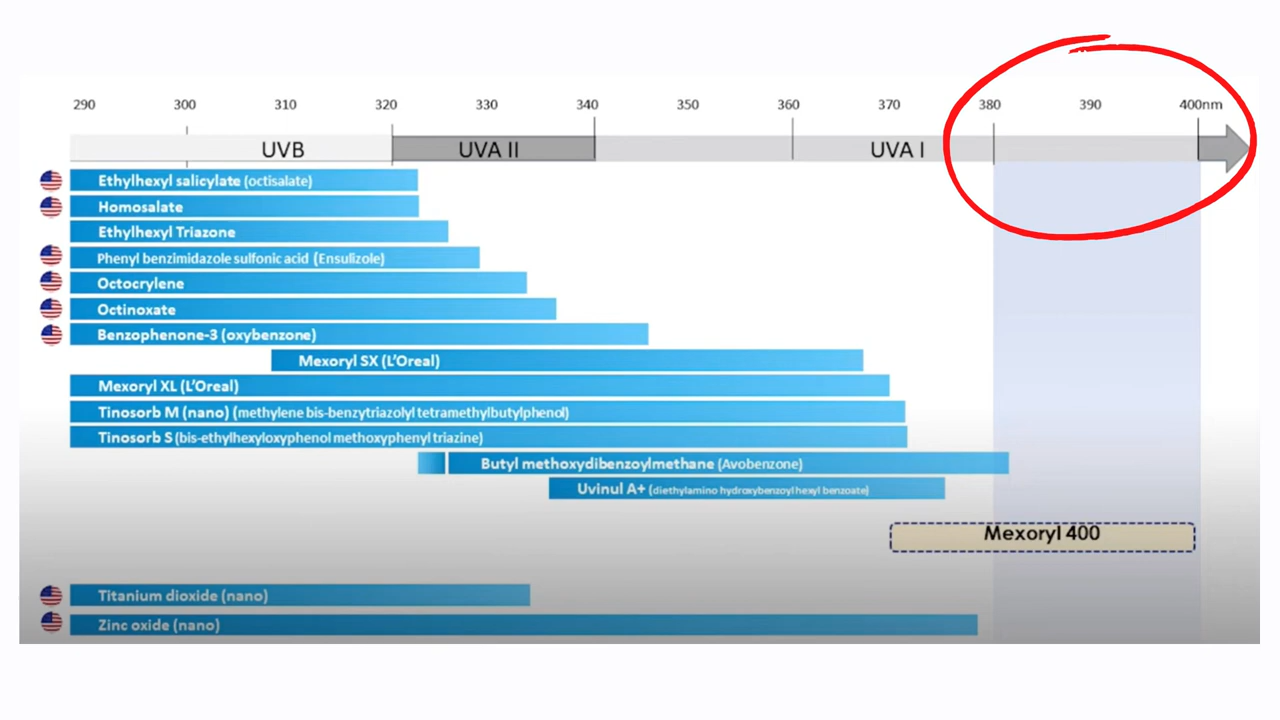 290 300 310 320 330 340 350 360 370 380 390 400nm
UVB UVA II UVA I
Ethylhexyl salicylate (octisalate)
Homosalate
Ethylhexyl Triazone
Phenyl benzimidazole sulfonic acid (Ensulizole)
Octocrylene
Octinoxate
Benzophenone-3 (oxybenzone)
Mexoryl SX (L'Oreal)
Mexoryl XL (L'Oreal)
Tinosorb M (nano) (methylene bis-benzytriazolyl tetramethylbutylphenol)
Tinosorb S (bis-ethylhexyloxyphenol methoxyphenyl triazine)
Butyl methoxydibenzoylmethane (Avobenzone)
Uvinul A+ (diethylamino hydroxybenzoyl hexyl benzoate)
Mexoryl 400
Titanium dioxide (nano)
Zinc oxide (nano)